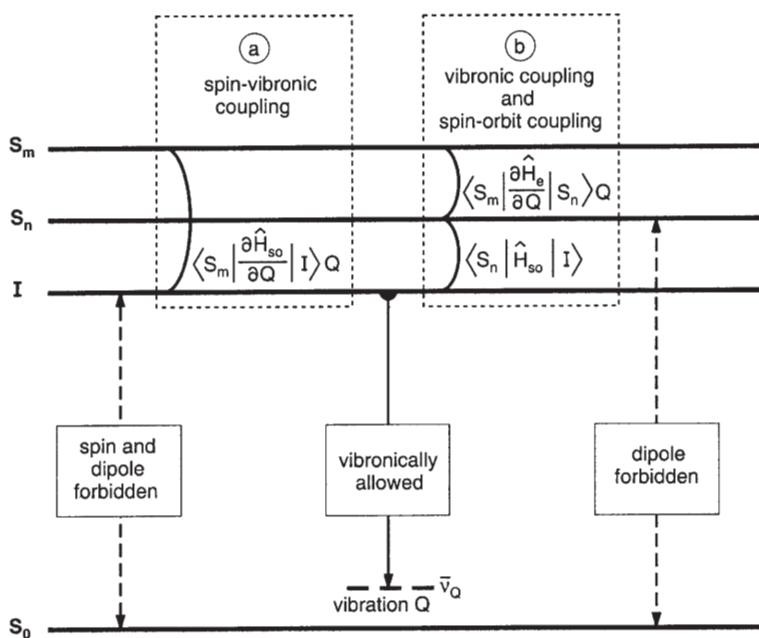 a
spin-vibronic
coupling
b
vibronic coupling
and
spin-orbit coupling
Sₘ
⟨Sₘ|∂Ĥₑ/∂Q|Sₙ⟩Q
Sₙ
⟨Sₘ|∂Ĥₛₒ/∂Q|I⟩Q
⟨Sₙ|Ĥₛₒ|I⟩
I
spin and
dipole
forbidden
vibronically
allowed
dipole
forbidden
ν̄_Q
vibration Q
S₀